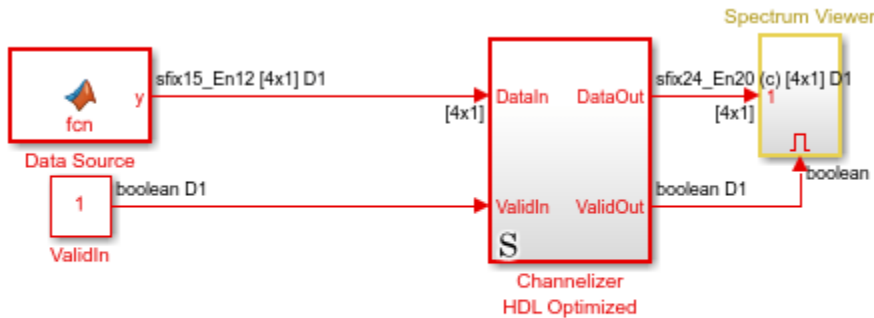 Spectrum Viewer
sfix15_En12 [4x1] D1
sfix24_En20 (c) [4x1] D1
y
DataIn
DataOut
1
[4x1]
[4x1]
fcn
Data Source
boolean D1
boolean D1
boolean
1
ValidIn
ValidOut
ValidIn
S
Channelizer
HDL Optimized